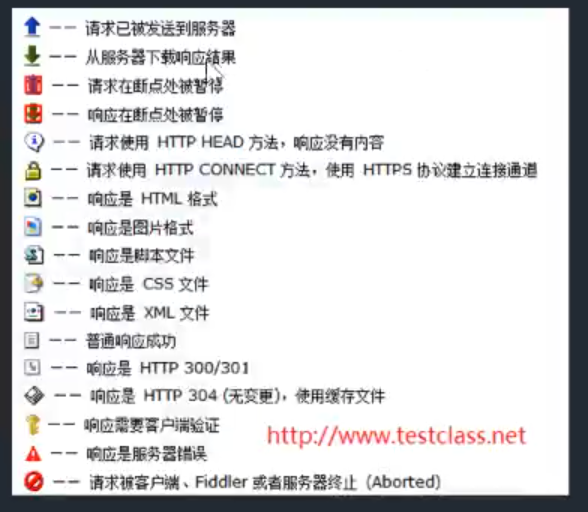 —— 请求已被发送到服务器
—— 从服务器下载响应结果
—— 请求在断点处被暂停
—— 响应在断点处被暂停
—— 请求使用 HTTP HEAD 方法，响应没有内容
—— 请求使用 HTTP CONNECT 方法，使用 HTTPS 协议建立连接通道
—— 响应是 HTML 格式
—— 响应是图片格式
—— 响应是脚本文件
—— 响应是 CSS 文件
—— 响应是 XML 文件
—— 普通响应成功
—— 响应是 HTTP 300/301
—— 响应是 HTTP 304 (无变更)，使用缓存文件
—— 响应需要客户端验证
http://www.testclass.net
—— 响应是服务器错误
—— 请求被客户端、Fiddler 或者服务器终止（Aborted）